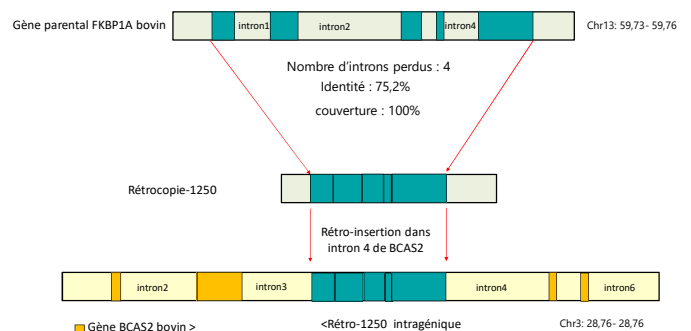 Gène parental FKBP1A bovin
intron1
intron2
intron4
Chr13: 59,73- 59,76
Nombre d'introns perdus : 4
Identité : 75,2%
couverture : 100%
Rétrocopie-1250
Rétro-insertion dans
intron 4 de BCAS2
intron2
intron3
intron4
intron6
Gène BCAS2 bovin >
<Rétro-1250 intragénique
Chr3: 28,76- 28,76